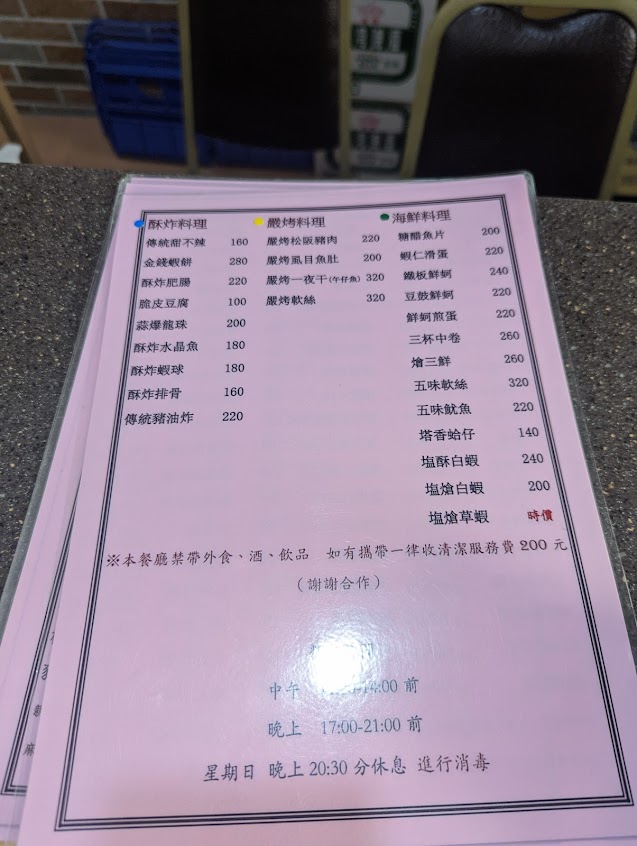 酥炸料理
傳統甜不辣 160
金錢蝦餅 280
酥炸肥腸 220
脆皮豆腐 100
蒜爆龍珠 200
酥炸水晶魚 180
酥炸蝦球 180
酥炸排骨 160
傳統豬油炸 220
嚴烤料理
嚴烤松阪豬肉 220
嚴烤虱目魚肚 200
嚴烤一夜干(午仔魚) 320
嚴烤軟絲 320
海鮮料理
糖醋魚片 200
蝦仁滑蛋 220
鐵板鮮蚵 240
豆鼓鮮蚵 220
鮮蚵煎蛋 220
三杯中卷 260
燴三鮮 260
五味軟絲 320
五味魷魚 220
塔香蛤仔 140
塩酥白蝦 240
塩焗白蝦 200
塩焗草蝦 時價
※本餐廳禁帶外食、酒、飲品 如有攜帶一律收清潔服務費 200 元
(謝謝合作)
中午 14:00 前
晚上 17:00-21:00 前
星期日 晚上 20:30 分休息 進行消毒